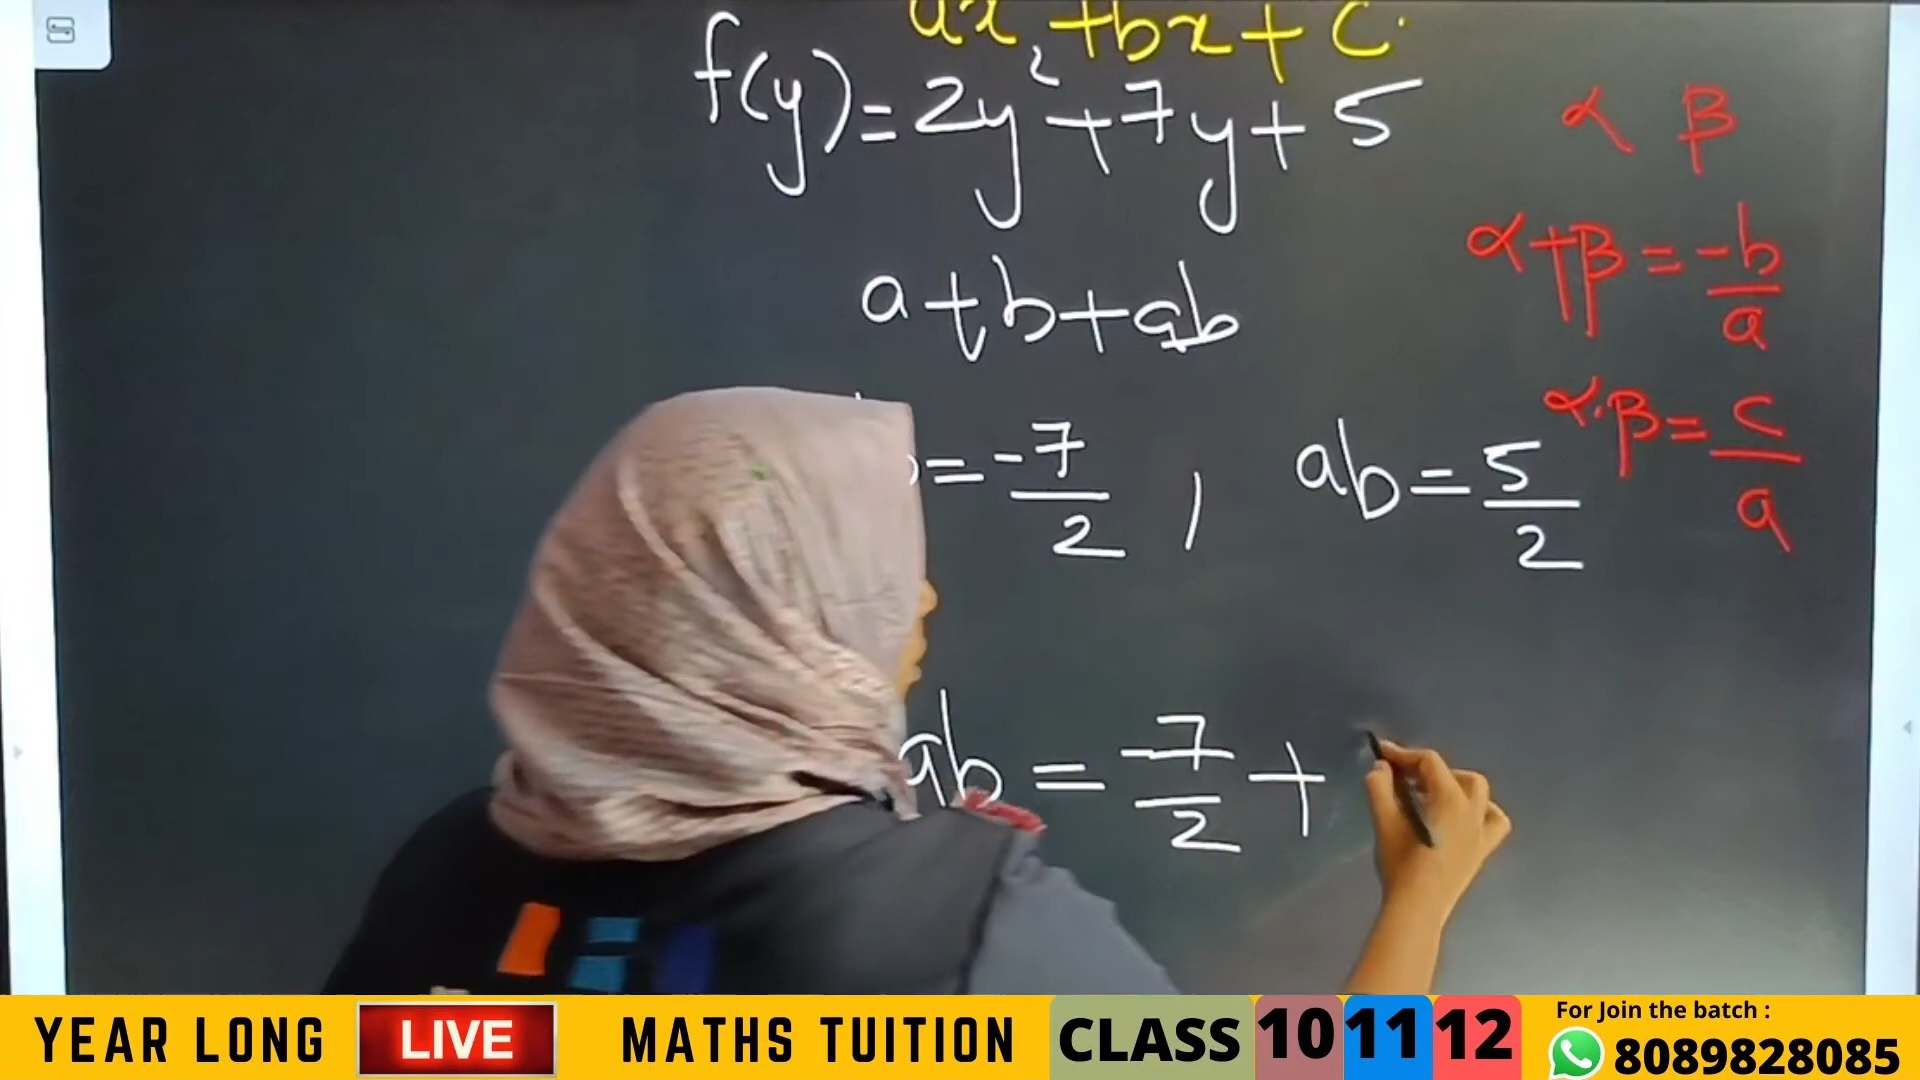 ax² + bx + c.
f(y) = 2y² + 7y + 5
α β
α + β = -b/a
a + b + ab
α.β = c/a
= -7/2 , ab = 5/2
ab = -7/2 +
YEAR LONG LIVE MATHS TUITION CLASS 10 11 12
For Join the batch :
8089828085